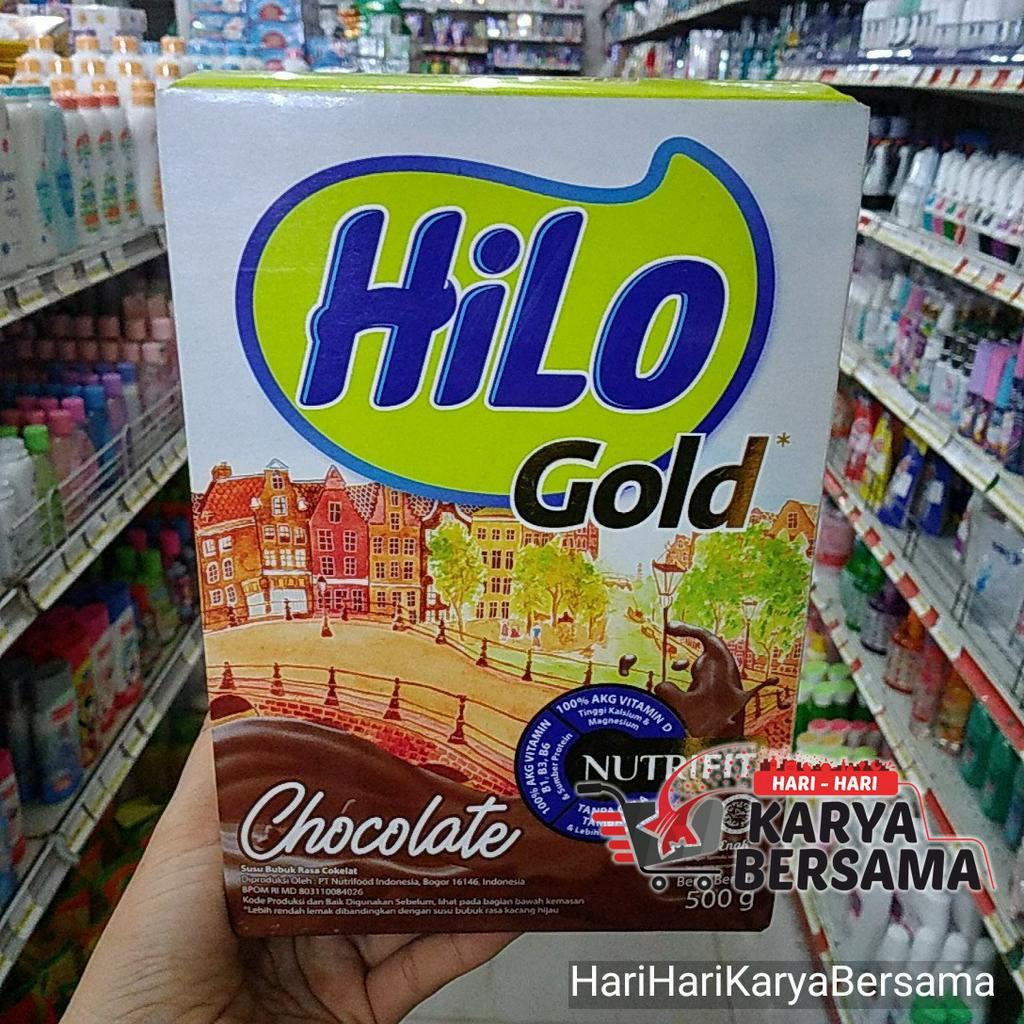 HiLo
Gold*
100% AKG VITAMIN D
Tinggi Kalsium &
Magnesium
100% AKG VITAMIN
B1, B3, B6
& Sumber Protein
NUTRIFIT
& Lebih
Chocolate
Susu Bubuk Rasa Cokelat
Diproduksi Oleh : PT Nutrifood Indonesia, Bogor 16146, Indonesia
BPOM RI MD 803110084026
Kode Produksi dan Baik Digunakan Sebelum, lihat pada bagian bawah kemasan
*Lebih rendah lemak dibandingkan dengan susu bubuk rasa kacang hijau
500 g
HARI - HARI
KARYA
BERSAMA
HariHariKaryaBersama